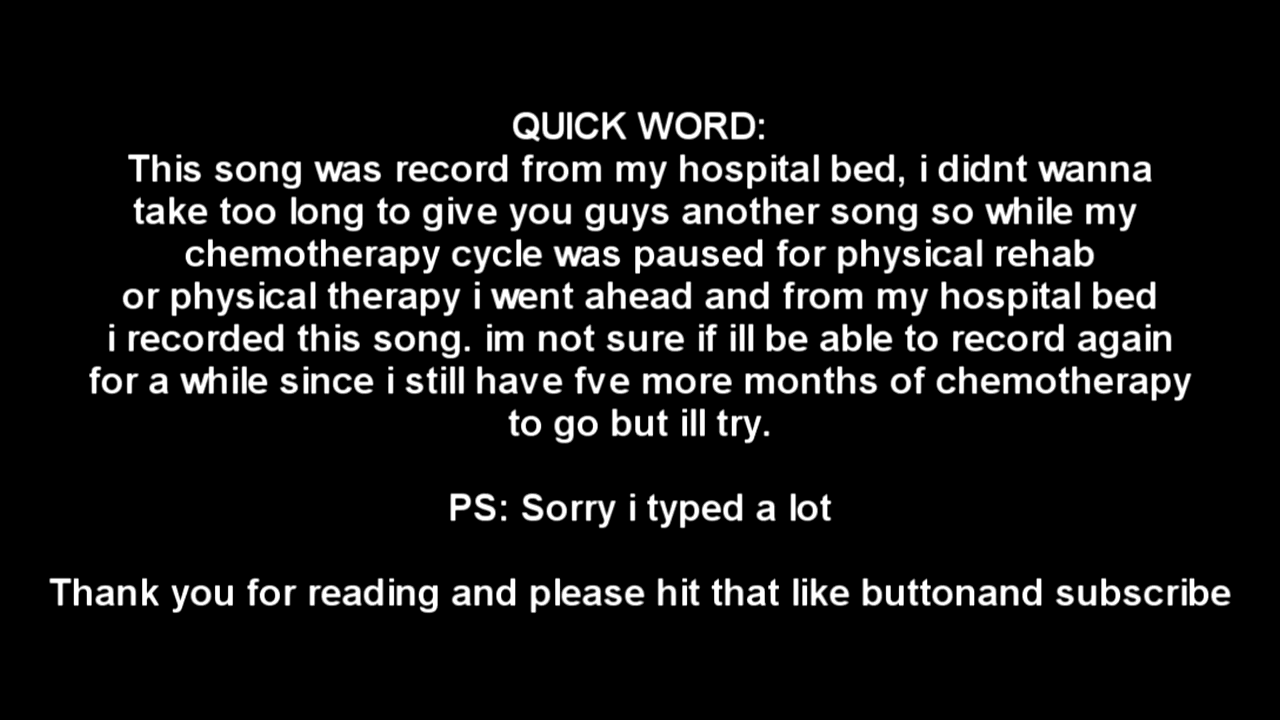 QUICK WORD:
This song was record from my hospital bed, i didnt wanna
take too long to give you guys another song so while my
chemotherapy cycle was paused for physical rehab
or physical therapy i went ahead and from my hospital bed
i recorded this song. im not sure if ill be able to record again
for a while since i still have fve more months of chemotherapy
to go but ill try.
PS: Sorry i typed a lot
Thank you for reading and please hit that like buttonand subscribe